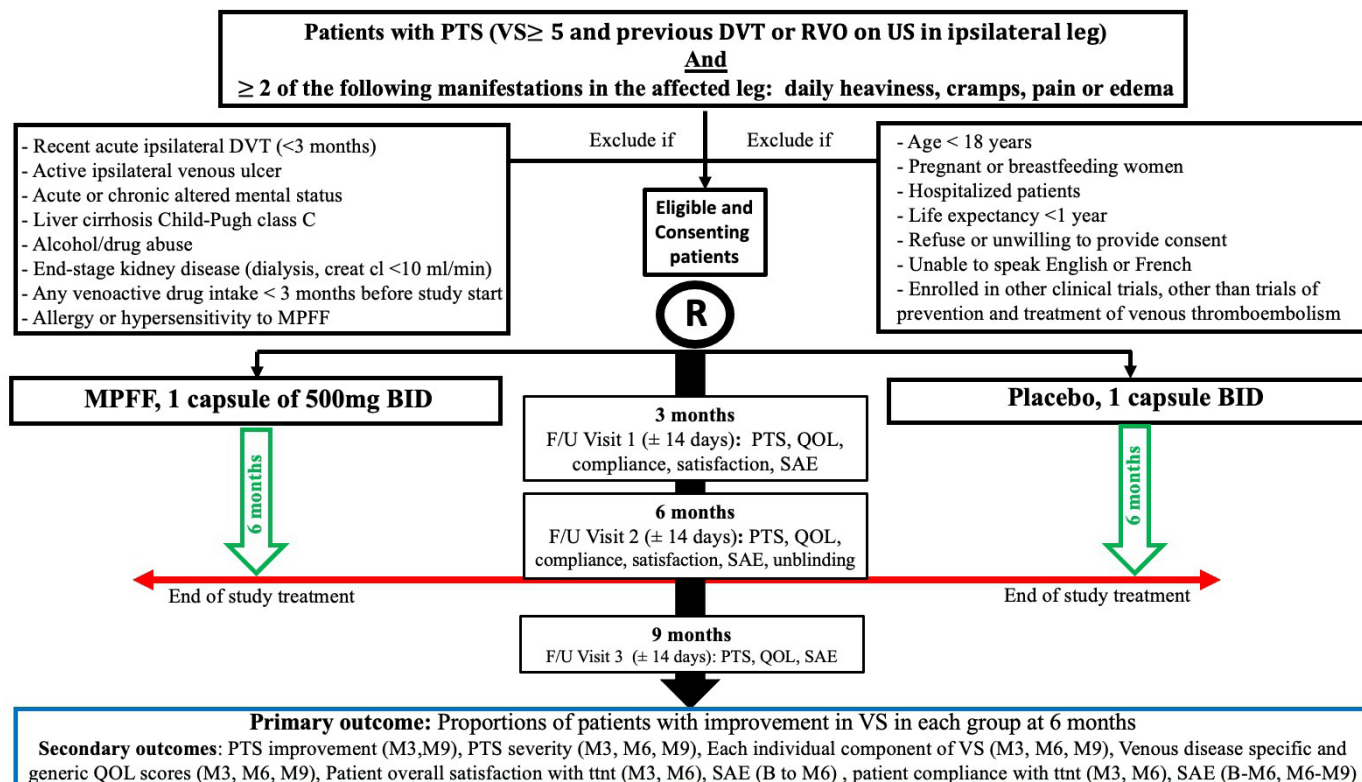 Patients with PTS (VS≥ 5 and previous DVT or RVO on US in ipsilateral leg)
And
≥ 2 of the following manifestations in the affected leg: daily heaviness, cramps, pain or edema
Exclude if
Exclude if
- Recent acute ipsilateral DVT (<3 months)
- Active ipsilateral venous ulcer
- Acute or chronic altered mental status
- Liver cirrhosis Child-Pugh class C
- Alcohol/drug abuse
- End-stage kidney disease (dialysis, creat cl <10 ml/min)
- Any venoactive drug intake < 3 months before study start
- Allergy or hypersensitivity to MPFF
- Age < 18 years
- Pregnant or breastfeeding women
- Hospitalized patients
- Life expectancy <1 year
- Refuse or unwilling to provide consent
- Unable to speak English or French
- Enrolled in other clinical trials, other than trials of
prevention and treatment of venous thromboembolism
Eligible and
Consenting
patients
R
MPFF, 1 capsule of 500mg BID
Placebo, 1 capsule BID
6 months
3 months
F/U Visit 1 (± 14 days): PTS, QOL,
compliance, satisfaction, SAE
6 months
F/U Visit 2 (± 14 days): PTS, QOL,
compliance, satisfaction, SAE, unblinding
6 months
End of study treatment
End of study treatment
9 months
F/U Visit 3 (± 14 days): PTS, QOL, SAE
Primary outcome: Proportions of patients with improvement in VS in each group at 6 months
Secondary outcomes: PTS improvement (M3,M9), PTS severity (M3, M6, M9), Each individual component of VS (M3, M6, M9), Venous disease specific and
generic QOL scores (M3, M6, M9), Patient overall satisfaction with ttnt (M3, M6), SAE (B to M6) , patient compliance with ttnt (M3, M6), SAE (B-M6, M6-M9)